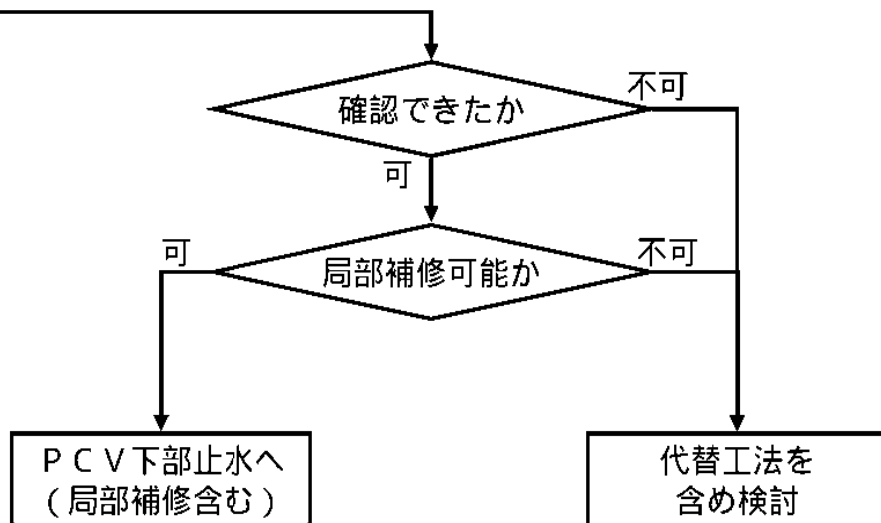 確認できたか
不可
可
局部補修可能か
可
不可
PCV下部止水へ
(局部補修含む)
代替工法を
含め検討